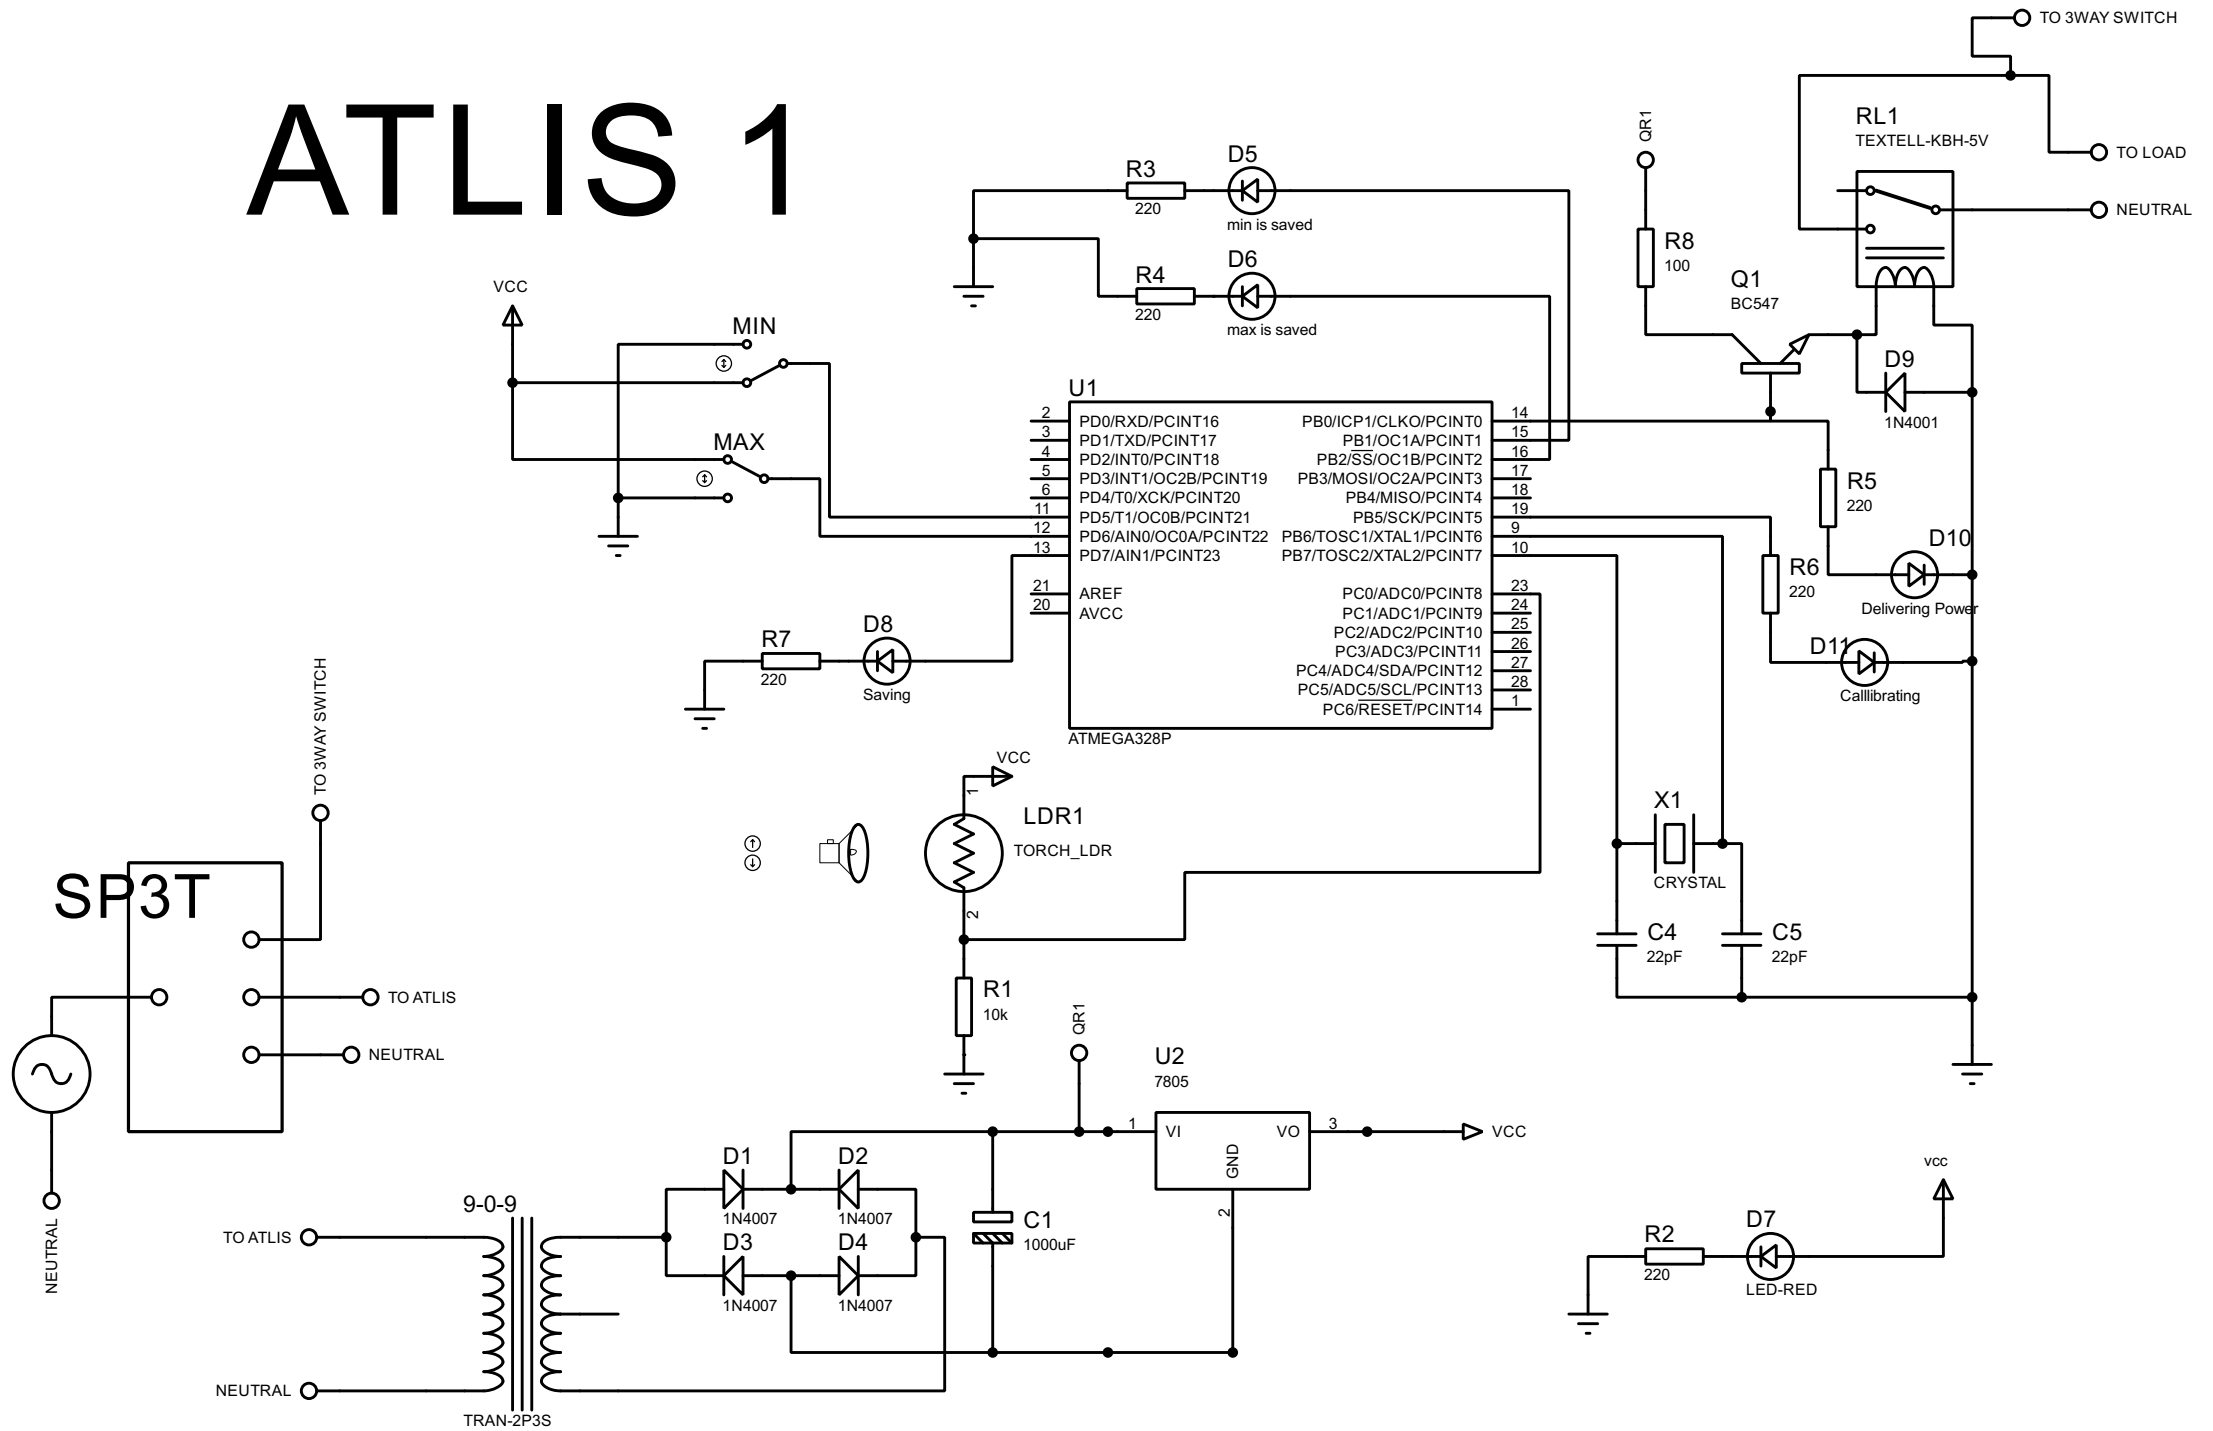 TO 3WAY SWITCH
ATLIS 1
RL1
TEXTELL-KBH-5V
TO LOAD
NEUTRAL
QR1
R8
100
Q1
BC547
D9
1N4001
R3
220
D5
min is saved
R4
220
D6
max is saved
VCC
MIN
MAX
U1
2 PD0/RXD/PCINT16
3 PD1/TXD/PCINT17
4 PD2/INT0/PCINT18
5 PD3/INT1/OC2B/PCINT19
6 PD4/T0/XCK/PCINT20
11 PD5/T1/OC0B/PCINT21
12 PD6/AIN0/OC0A/PCINT22
13 PD7/AIN1/PCINT23
21 AREF
20 AVCC
PB0/ICP1/CLKO/PCINT0 14
PB1/OC1A/PCINT1 15
PB2/SS/OC1B/PCINT2 16
PB3/MOSI/OC2A/PCINT3 17
PB4/MISO/PCINT4 18
PB5/SCK/PCINT5 19
PB6/TOSC1/XTAL1/PCINT6 9
PB7/TOSC2/XTAL2/PCINT7 10
PC0/ADC0/PCINT8 23
PC1/ADC1/PCINT9 24
PC2/ADC2/PCINT10 25
PC3/ADC3/PCINT11 26
PC4/ADC4/SDA/PCINT12 27
PC5/ADC5/SCL/PCINT13 28
PC6/RESET/PCINT14 1
ATMEGA328P
R5
220
D10
Delivering Power
R6
220
D11
Calllibrating
R7
220
D8
Saving
VCC
1
LDR1
TORCH_LDR
2
R1
10k
X1
CRYSTAL
C4
22pF
C5
22pF
TO 3WAY SWITCH
SP3T
TO ATLIS
NEUTRAL
NEUTRAL
QR1
U2
7805
1
VI
VO
3
GND
2
VCC
D1
1N4007
D2
1N4007
D3
1N4007
D4
1N4007
C1
1000uF
9-0-9
TO ATLIS
NEUTRAL
TRAN-2P3S
vcc
R2
220
D7
LED-RED